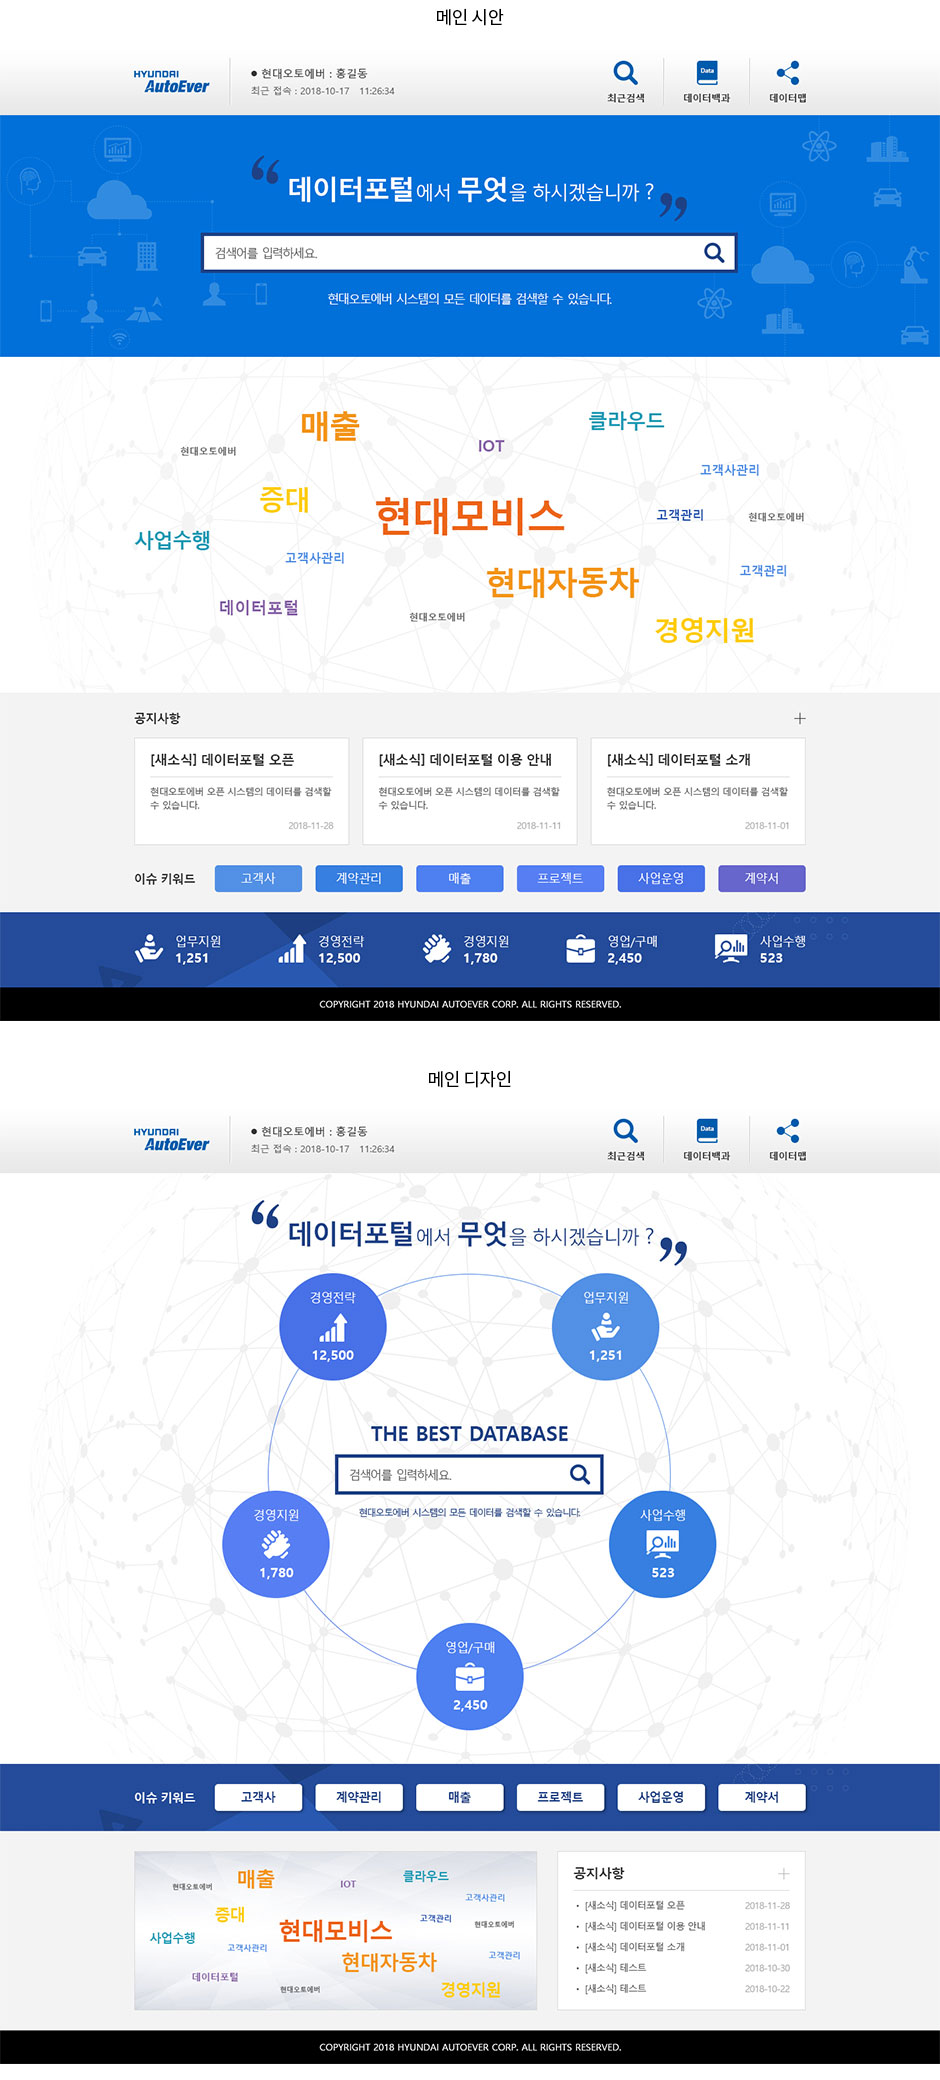 메인 시안
HYUNDAI
AutoEver
● 현대오토에버 : 홍길동
최근 접속 : 2018-10-17 11:26:34
최근검색
Data
데이터백과
데이터맵
“데이터포털에서 무엇을 하시겠습니까 ?”
검색어를 입력하세요.
현대오토에버 시스템의 모든 데이터를 검색할 수 있습니다.
매출
클라우드
IOT
현대오토에버
고객사관리
증대
현대모비스
고객관리
현대오토에버
사업수행
고객사관리
현대자동차
고객관리
데이터포털
현대오토에버
경영지원
공지사항
[새소식] 데이터포털 오픈
현대오토에버 오픈 시스템의 데이터를 검색할
수 있습니다.
2018-11-28
[새소식] 데이터포털 이용 안내
현대오토에버 오픈 시스템의 데이터를 검색할
수 있습니다.
2018-11-11
[새소식] 데이터포털 소개
현대오토에버 오픈 시스템의 데이터를 검색할
수 있습니다.
2018-11-01
이슈 키워드
고객사
계약관리
매출
프로젝트
사업운영
계약서
업무지원
1,251
경영전략
12,500
경영지원
1,780
영업/구매
2,450
사업수행
523
COPYRIGHT 2018 HYUNDAI AUTOEVER CORP. ALL RIGHTS RESERVED.
메인 디자인
HYUNDAI
AutoEver
● 현대오토에버 : 홍길동
최근 접속 : 2018-10-17 11:26:34
최근검색
Data
데이터백과
데이터맵
“데이터포털에서 무엇을 하시겠습니까 ?”
경영전략
12,500
업무지원
1,251
THE BEST DATABASE
검색어를 입력하세요.
현대오토에버 시스템의 모든 데이터를 검색할 수 있습니다.
경영지원
1,780
사업수행
523
영업/구매
2,450
이슈 키워드
고객사
계약관리
매출
프로젝트
사업운영
계약서
매출
클라우드
IOT
현대오토에버
고객사관리
증대
고객관리
현대모비스
현대오토에버
사업수행
고객사관리
현대자동차
고객관리
데이터포털
현대오토에버
경영지원
공지사항
[새소식] 데이터포털 오픈 2018-11-28
[새소식] 데이터포털 이용 안내 2018-11-11
[새소식] 데이터포털 소개 2018-11-01
[새소식] 테스트 2018-10-30
[새소식] 테스트 2018-10-22
COPYRIGHT 2018 HYUNDAI AUTOEVER CORP. ALL RIGHTS RESERVED.